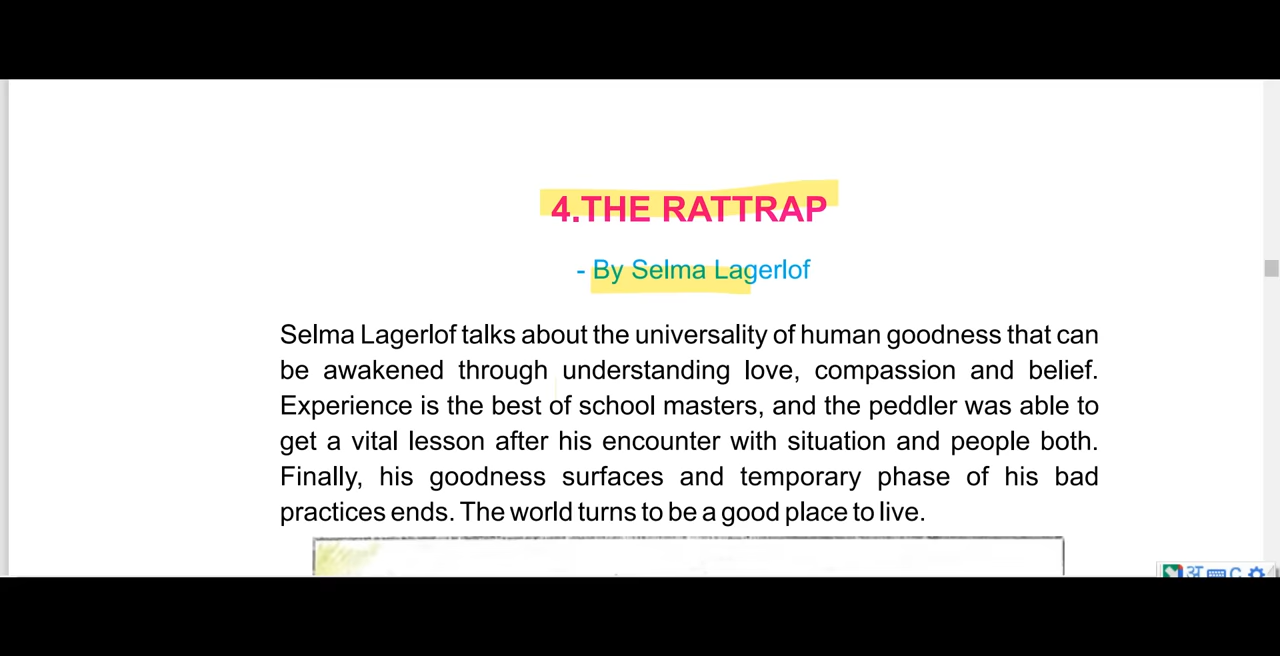 4.THE RATTRAP
- By Selma Lagerlof
Selma Lagerlof talks about the universality of human goodness that can
be awakened through understanding love, compassion and belief.
Experience is the best of school masters, and the peddler was able to
get a vital lesson after his encounter with situation and people both.
Finally, his goodness surfaces and temporary phase of his bad
practices ends. The world turns to be a good place to live.
अ